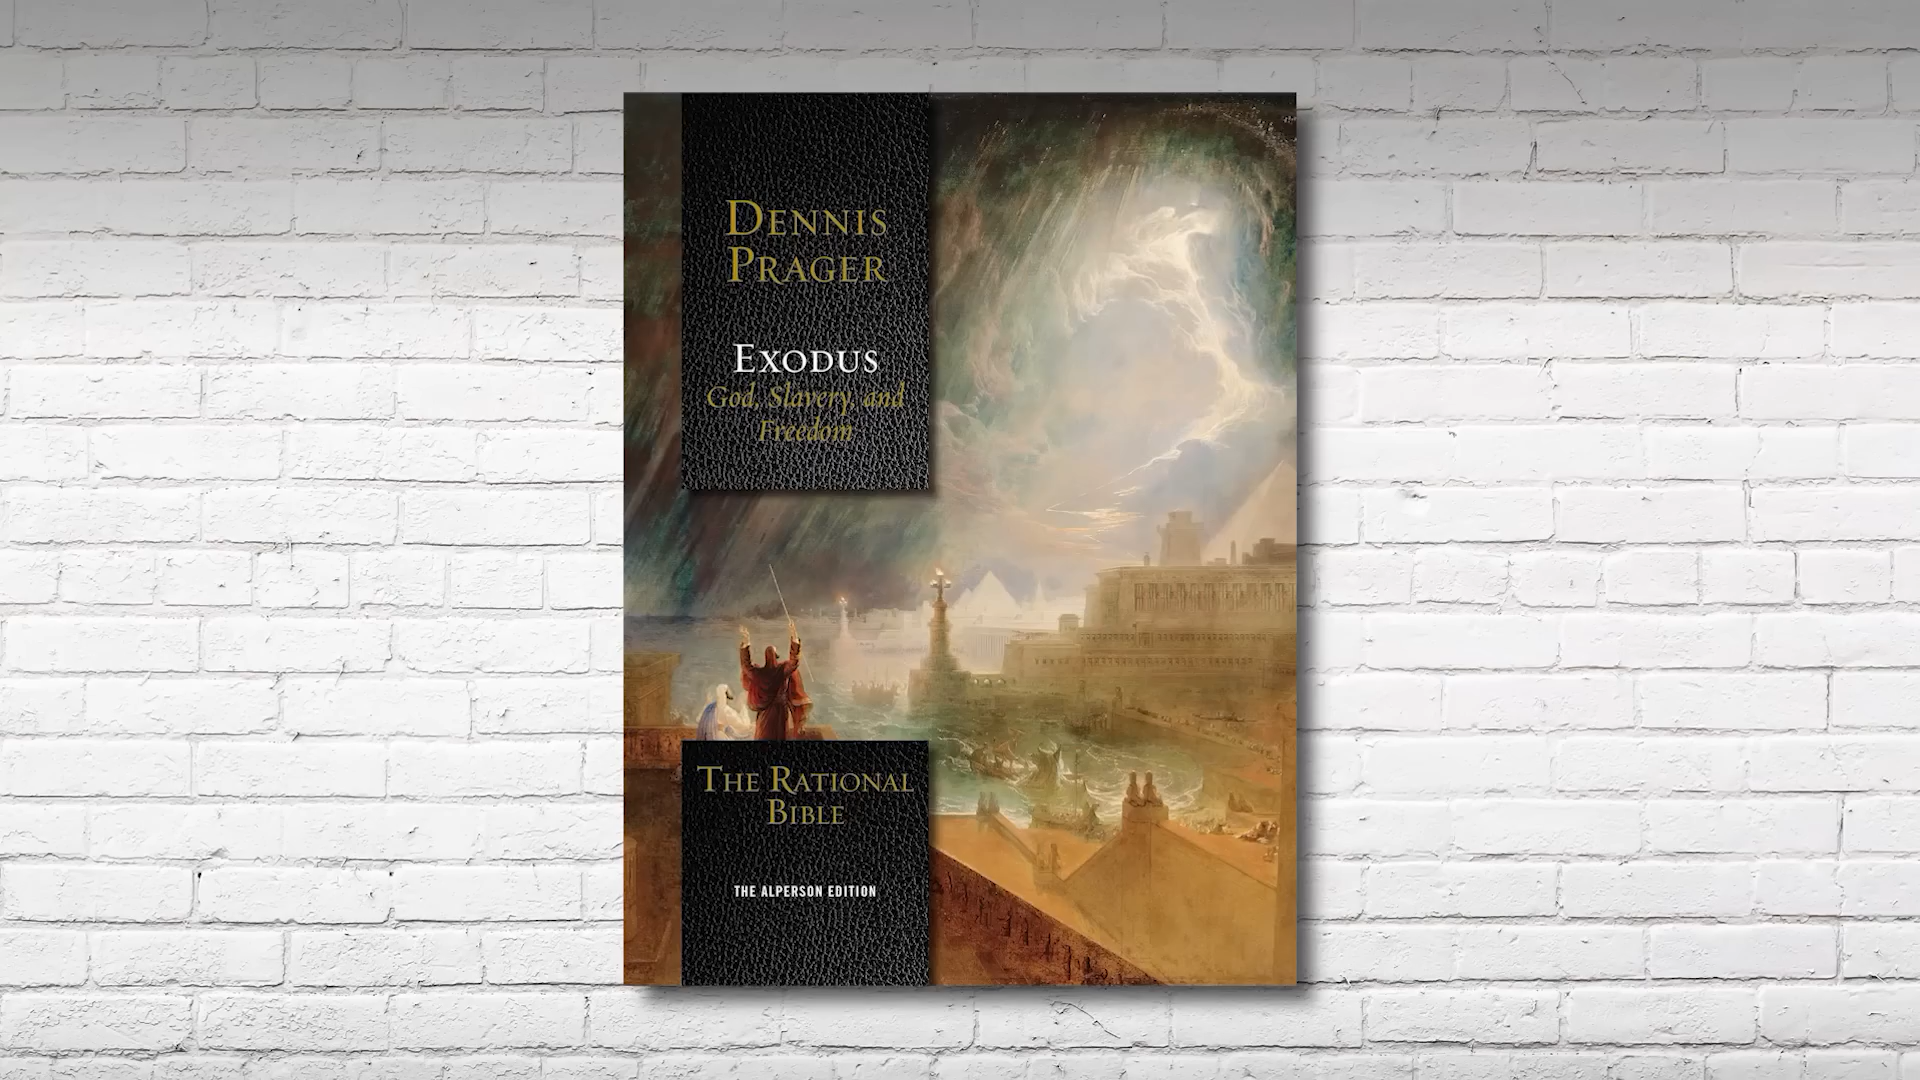 DENNIS
PRAGER
EXODUS
God, Slavery, and
Freedom
THE RATIONAL
BIBLE
THE ALPERSON EDITION